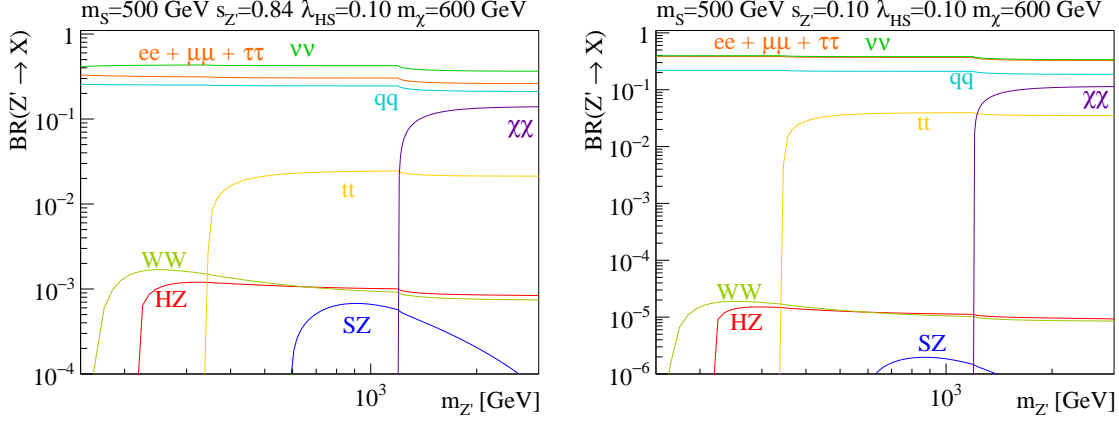 m_S=500 GeV s_Z'=0.84 λ_HS=0.10 m_χ=600 GeV
BR(Z' → X)
1
10^-1
10^-2
10^-3
10^-4
ee + μμ + ττ
νν
qq
χχ
tt
WW
HZ
SZ
10^3
m_Z' [GeV]
m_S=500 GeV s_Z'=0.10 λ_HS=0.10 m_χ=600 GeV
BR(Z' → X)
1
10^-1
10^-2
10^-3
10^-4
10^-5
10^-6
ee + μμ + ττ
νν
qq
χχ
tt
WW
HZ
SZ
10^3
m_Z' [GeV]